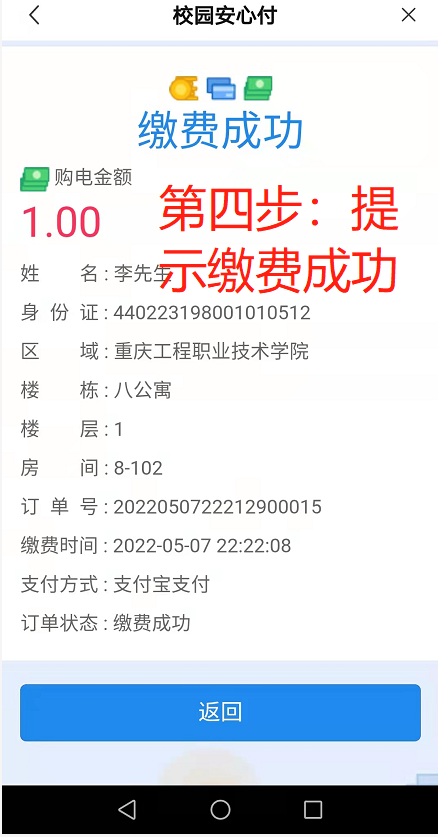 校园安心付
缴费成功
购电金额
1.00
第四步：提
示缴费成功
姓 名 : 李先生
身 份 证 : 440223198001010512
区 域 : 重庆工程职业技术学院
楼 栋 : 八公寓
楼 层 : 1
房 间 : 8-102
订 单 号 : 2022050722212900015
缴费时间 : 2022-05-07 22:22:08
支付方式 : 支付宝支付
订单状态 : 缴费成功
返回